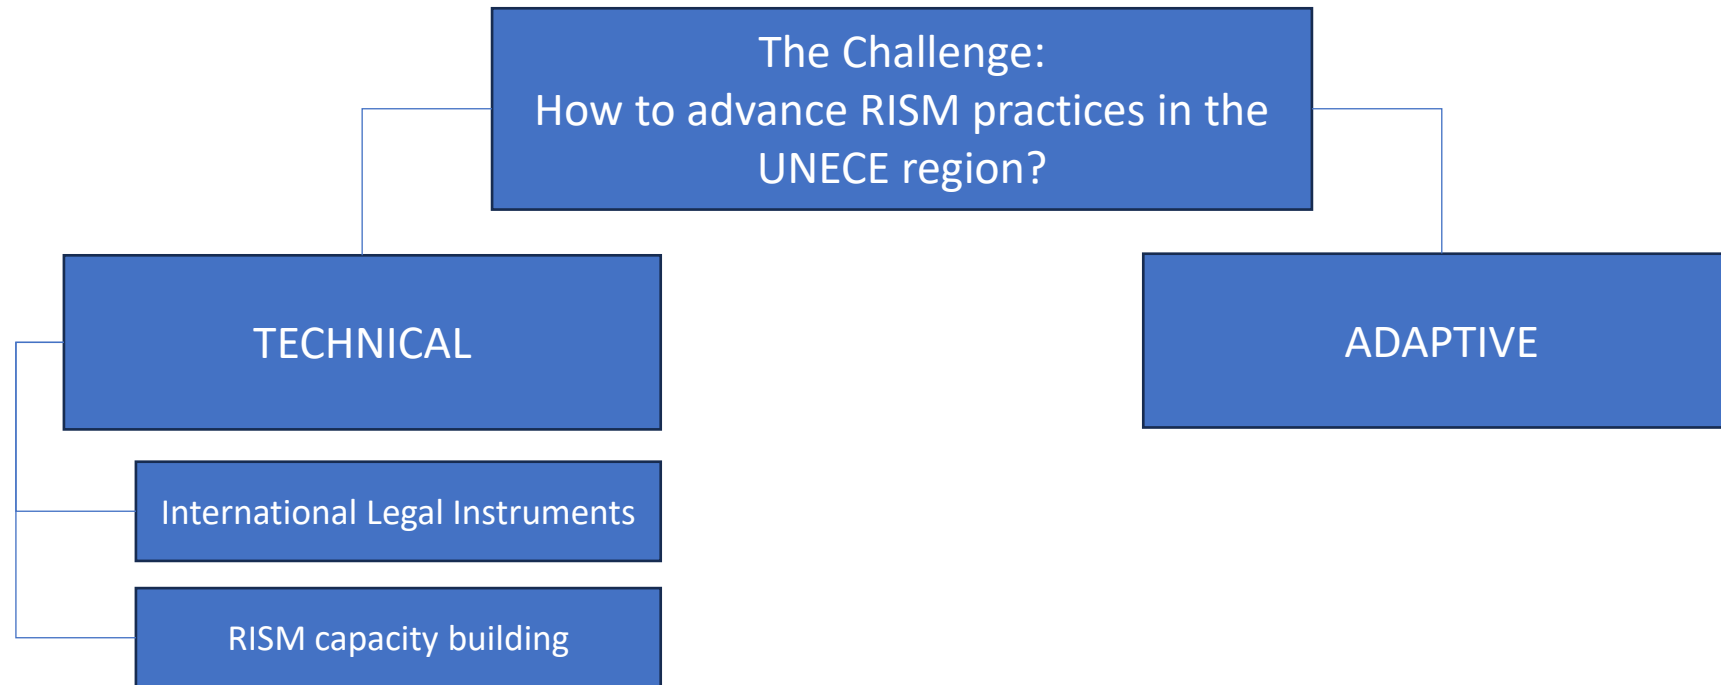 The Challenge:
How to advance RISM practices in the
UNECE region?
TECHNICAL
ADAPTIVE
International Legal Instruments
RISM capacity building